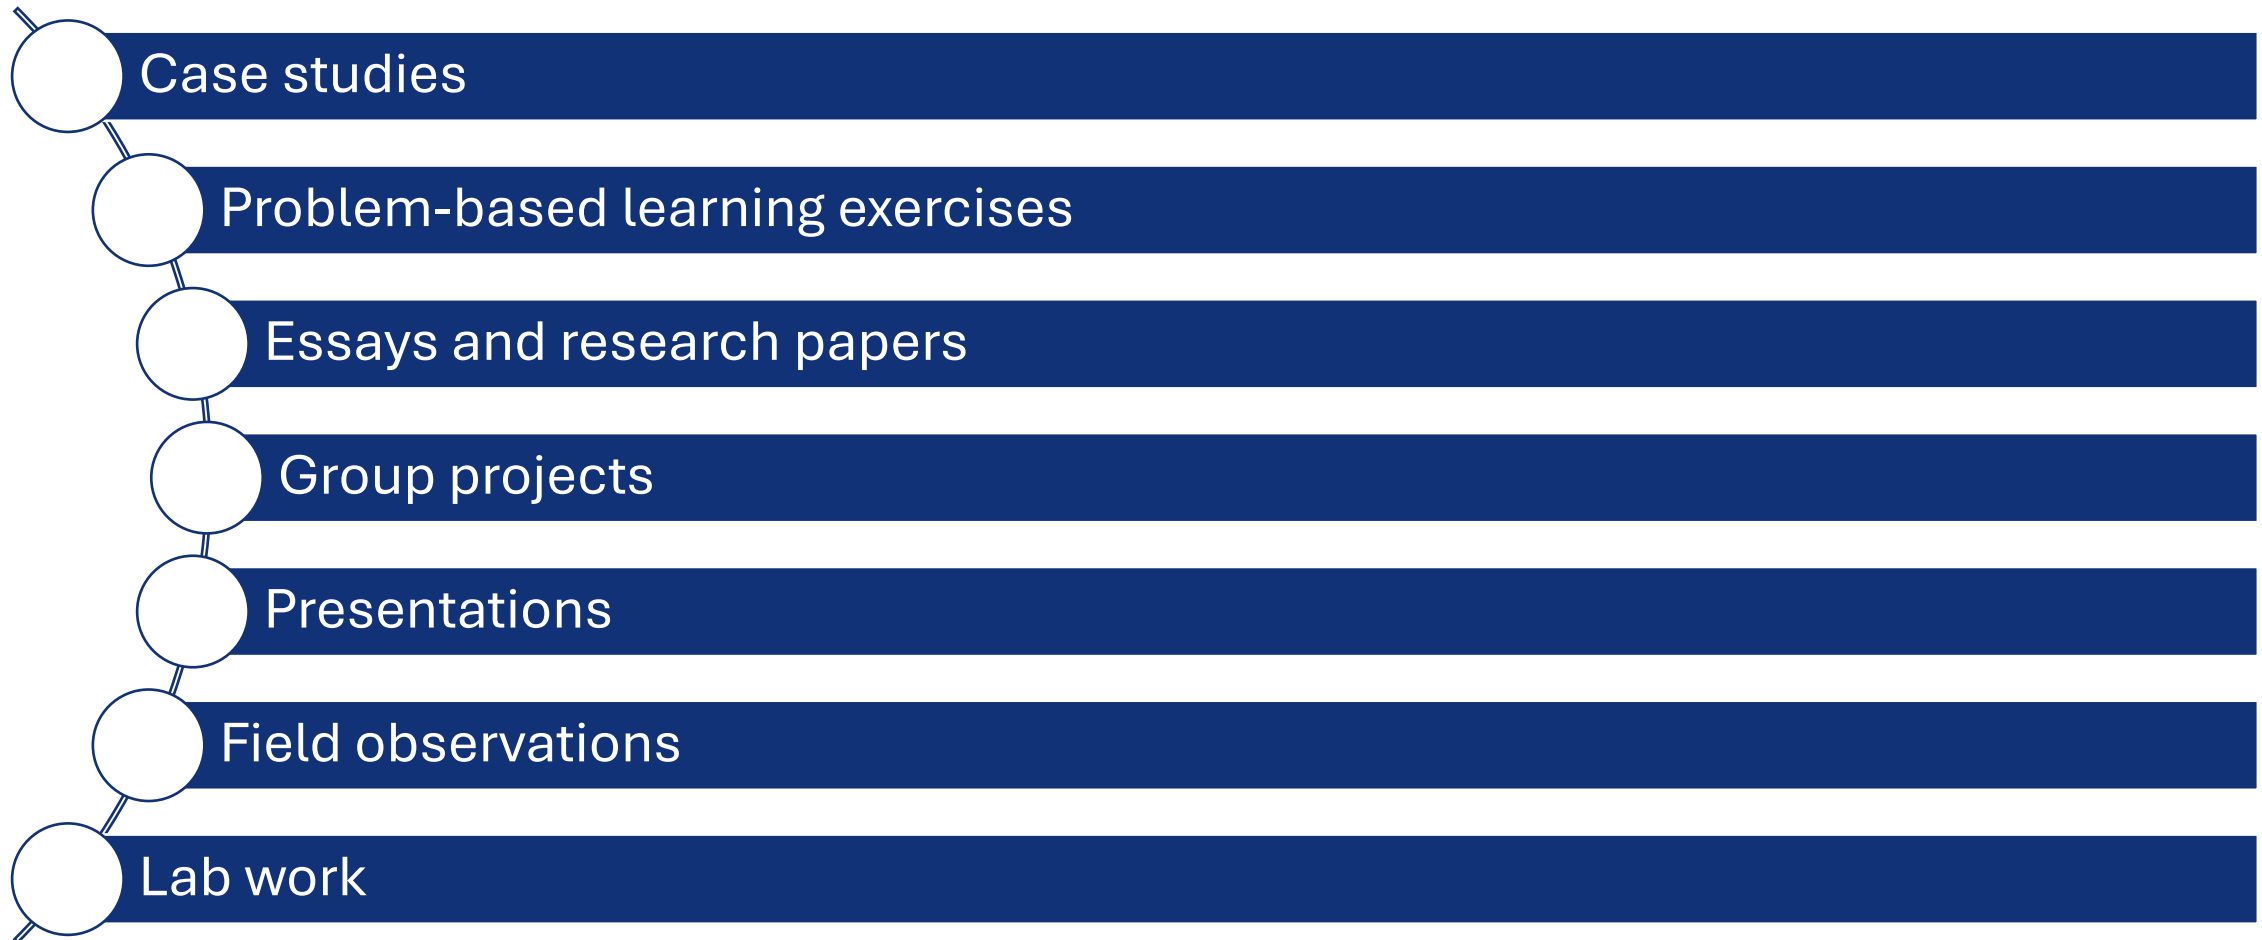 Case studies
Problem-based learning exercises
Essays and research papers
Group projects
Presentations
Field observations
Lab work